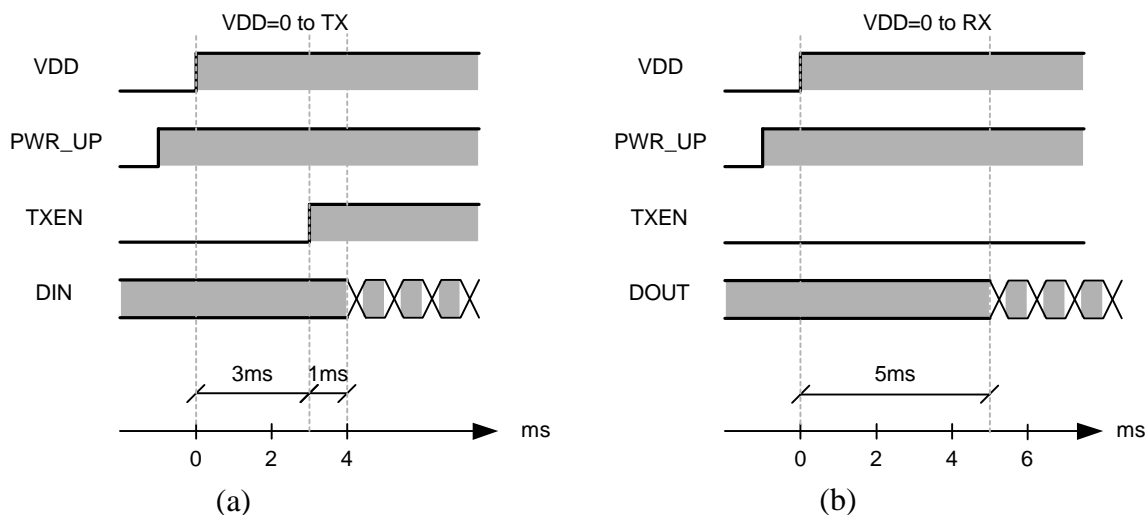 VDD=0 to TX
VDD
PWR_UP
TXEN
DIN
3ms
1ms
ms
0
2
4
(a)
VDD=0 to RX
VDD
PWR_UP
TXEN
DOUT
5ms
ms
0
2
4
6
(b)